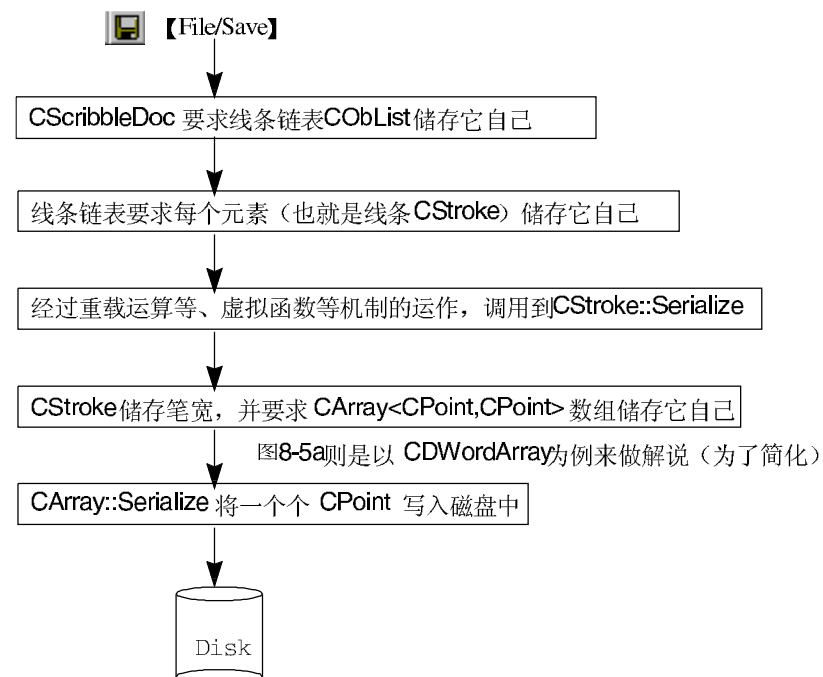 【File/Save】
CScribbleDoc 要求线条链表CObList储存它自己
线条链表要求每个元素（也就是线条CStroke）储存它自己
经过重载运算等、虚拟函数等机制的运作，调用到CStroke::Serialize
CStroke储存笔宽，并要求 CArray<CPoint,CPoint> 数组储存它自己
图8-5a则是以 CDWordArray为例来做解说（为了简化）
CArray::Serialize 将一个个 CPoint 写入磁盘中
Disk